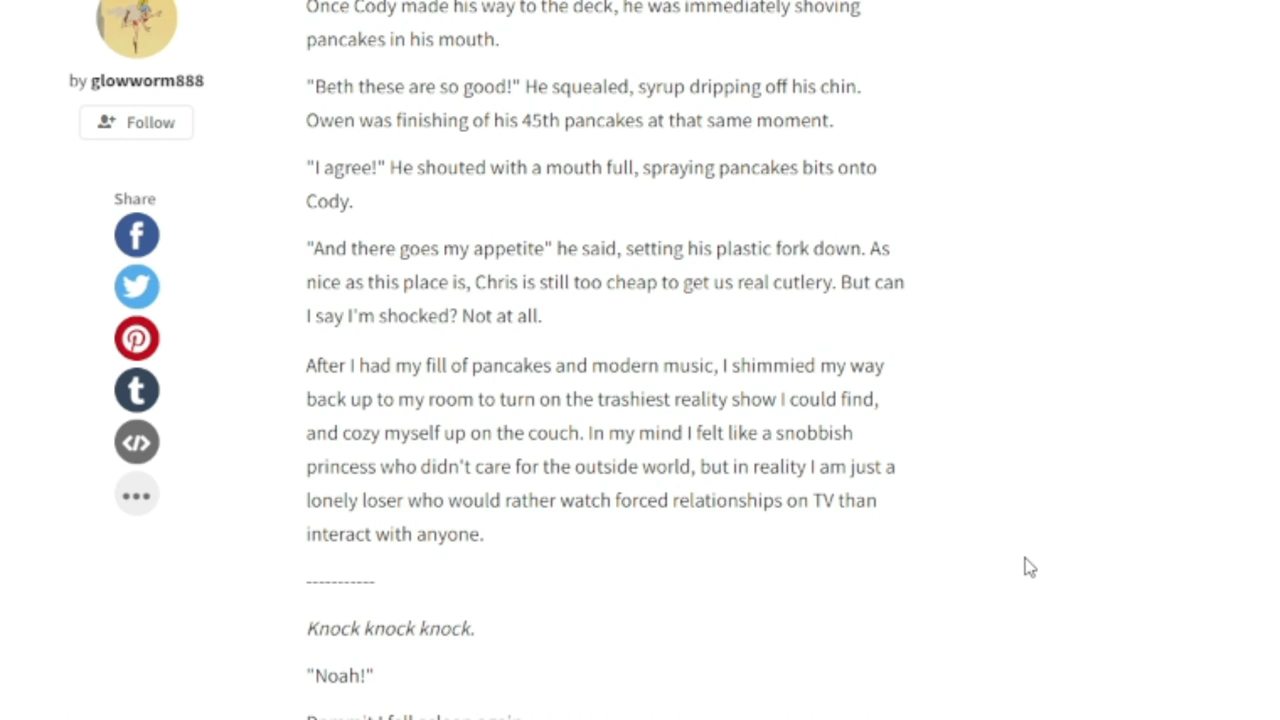 Once Cody made his way to the deck, he was immediately shoving
pancakes in his mouth.
by glowworm888
"Beth these are so good!" He squealed, syrup dripping off his chin.
Owen was finishing of his 45th pancakes at that same moment.
Follow
"I agree!" He shouted with a mouth full, spraying pancakes bits onto
Cody.
Share
"And there goes my appetite" he said, setting his plastic fork down. As
nice as this place is, Chris is still too cheap to get us real cutlery. But can
I say I'm shocked? Not at all.
After I had my fill of pancakes and modern music, I shimmied my way
back up to my room to turn on the trashiest reality show I could find,
and cozy myself up on the couch. In my mind I felt like a snobbish
princess who didn't care for the outside world, but in reality I am just a
lonely loser who would rather watch forced relationships on TV than
interact with anyone.
-----------
Knock knock knock.
"Noah!"
Dammit I fell asleep again